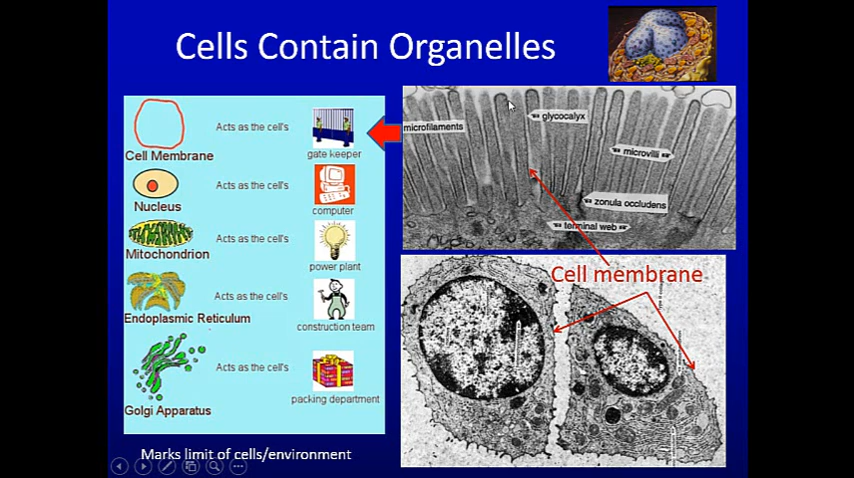 Cells Contain Organelles
Acts as the cell's
Cell Membrane
gate keeper
Acts as the cell's
Nucleus
computer
Acts as the cell's
Mitochondrion
power plant
Acts as the cell's
Endoplasmic Reticulum
construction team
Acts as the cell's
Golgi Apparatus
packing department
microfilaments
glycocalyx
microvilli
zonula occludens
terminal web
Cell membrane
Marks limit of cells/environment